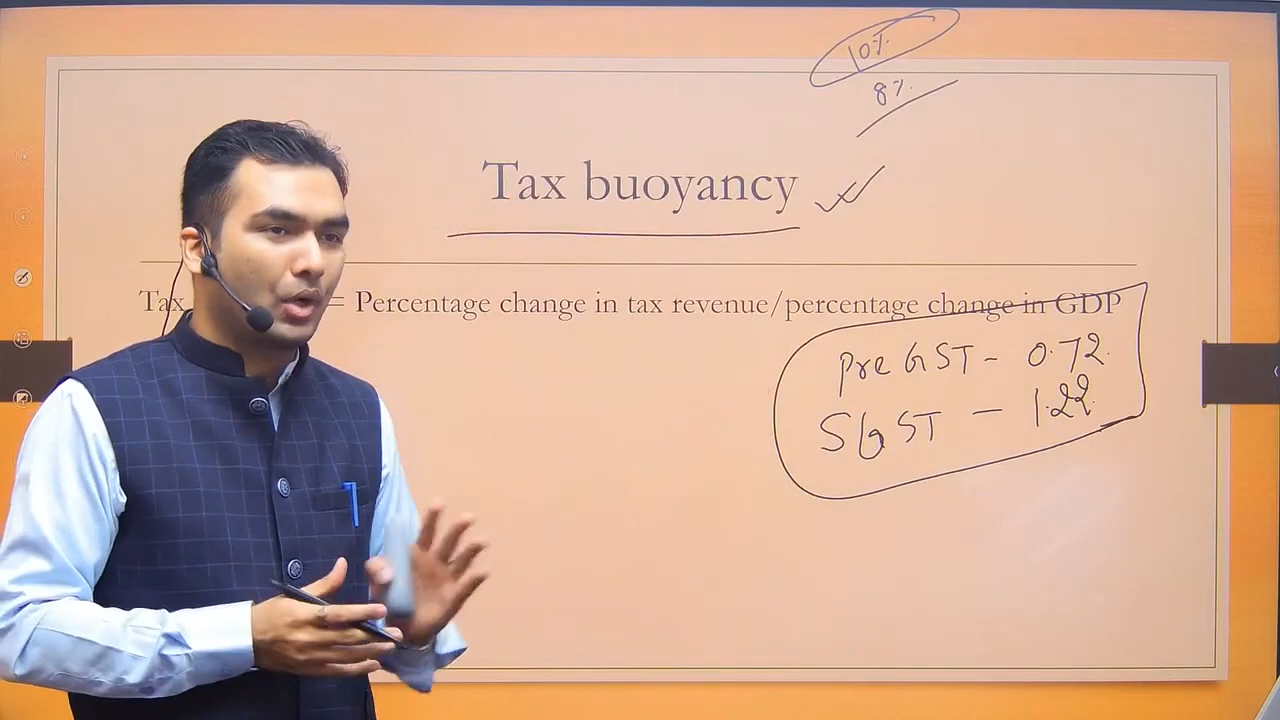 10%
8%
Tax buoyancy
Tax = Percentage change in tax revenue/percentage change in GDP
Pre GST - 0.72
SGST - 1.22